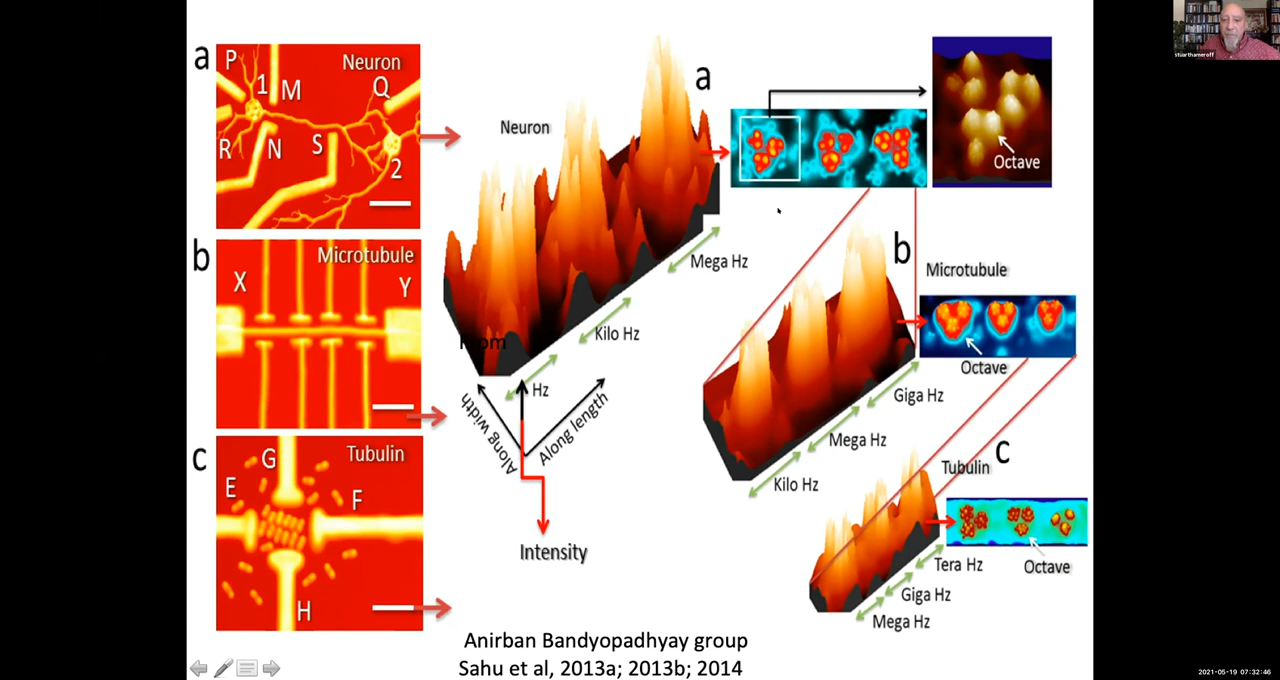 a
P
1
M
Neuron
Q
R
N
S
2
b
Microtubule
X
Y
c
Tubulin
G
E
F
H
Neuron
Mega Hz
Kilo Hz
Hz
Along width
Along length
Intensity
a
Octave
b
Microtubule
Octave
Giga Hz
Mega Hz
Kilo Hz
Tubulin
c
Octave
Tera Hz
Giga Hz
Mega Hz
Anirban Bandyopadhyay group
Sahu et al, 2013a; 2013b; 2014
stuarthameroff
2021-05-19 07:32:46